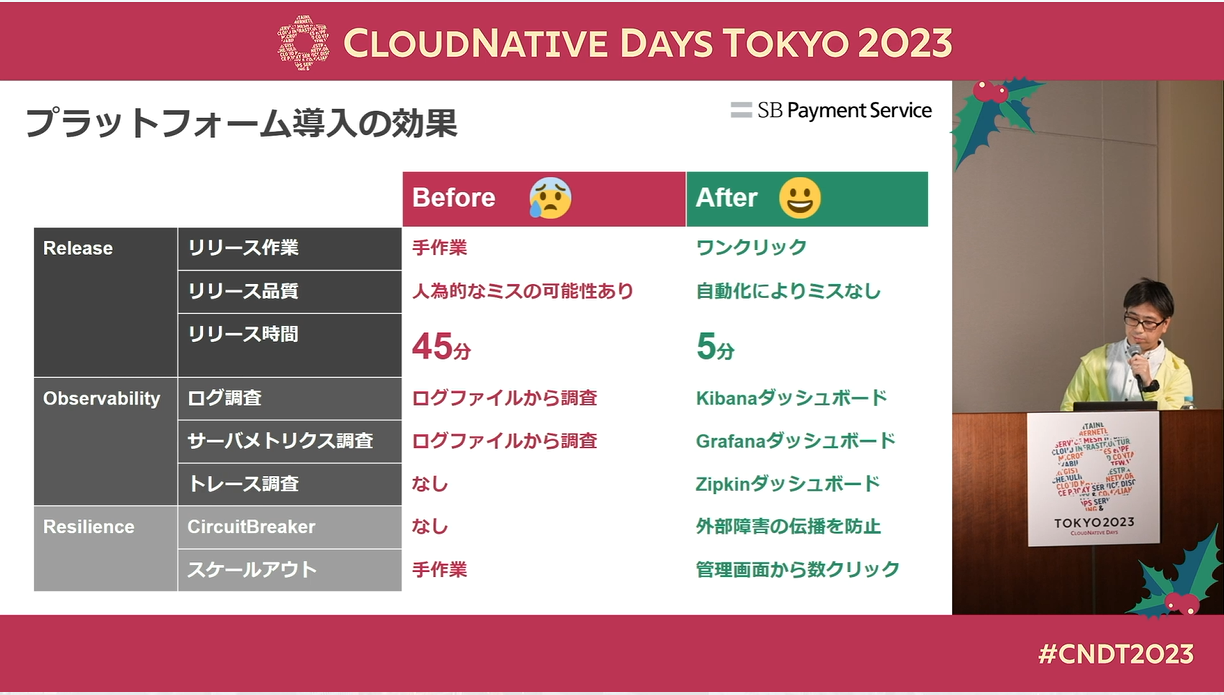 CLOUDNATIVE DAYS TOKYO 2023
プラットフォーム導入の効果
SB Payment Service
Before After
Release リリース作業 手作業 ワンクリック
リリース品質 人為的なミスの可能性あり 自動化によりミスなし
リリース時間 45分 5分
Observability ログ調査 ログファイルから調査 Kibanaダッシュボード
サーバメトリクス調査 ログファイルから調査 Grafanaダッシュボード
トレース調査 なし Zipkinダッシュボード
Resilience CircuitBreaker なし 外部障害の伝播を防止
スケールアウト 手作業 管理画面から数クリック
TOKYO2023
CLOUDNATIVE DAYS
#CNDT2023